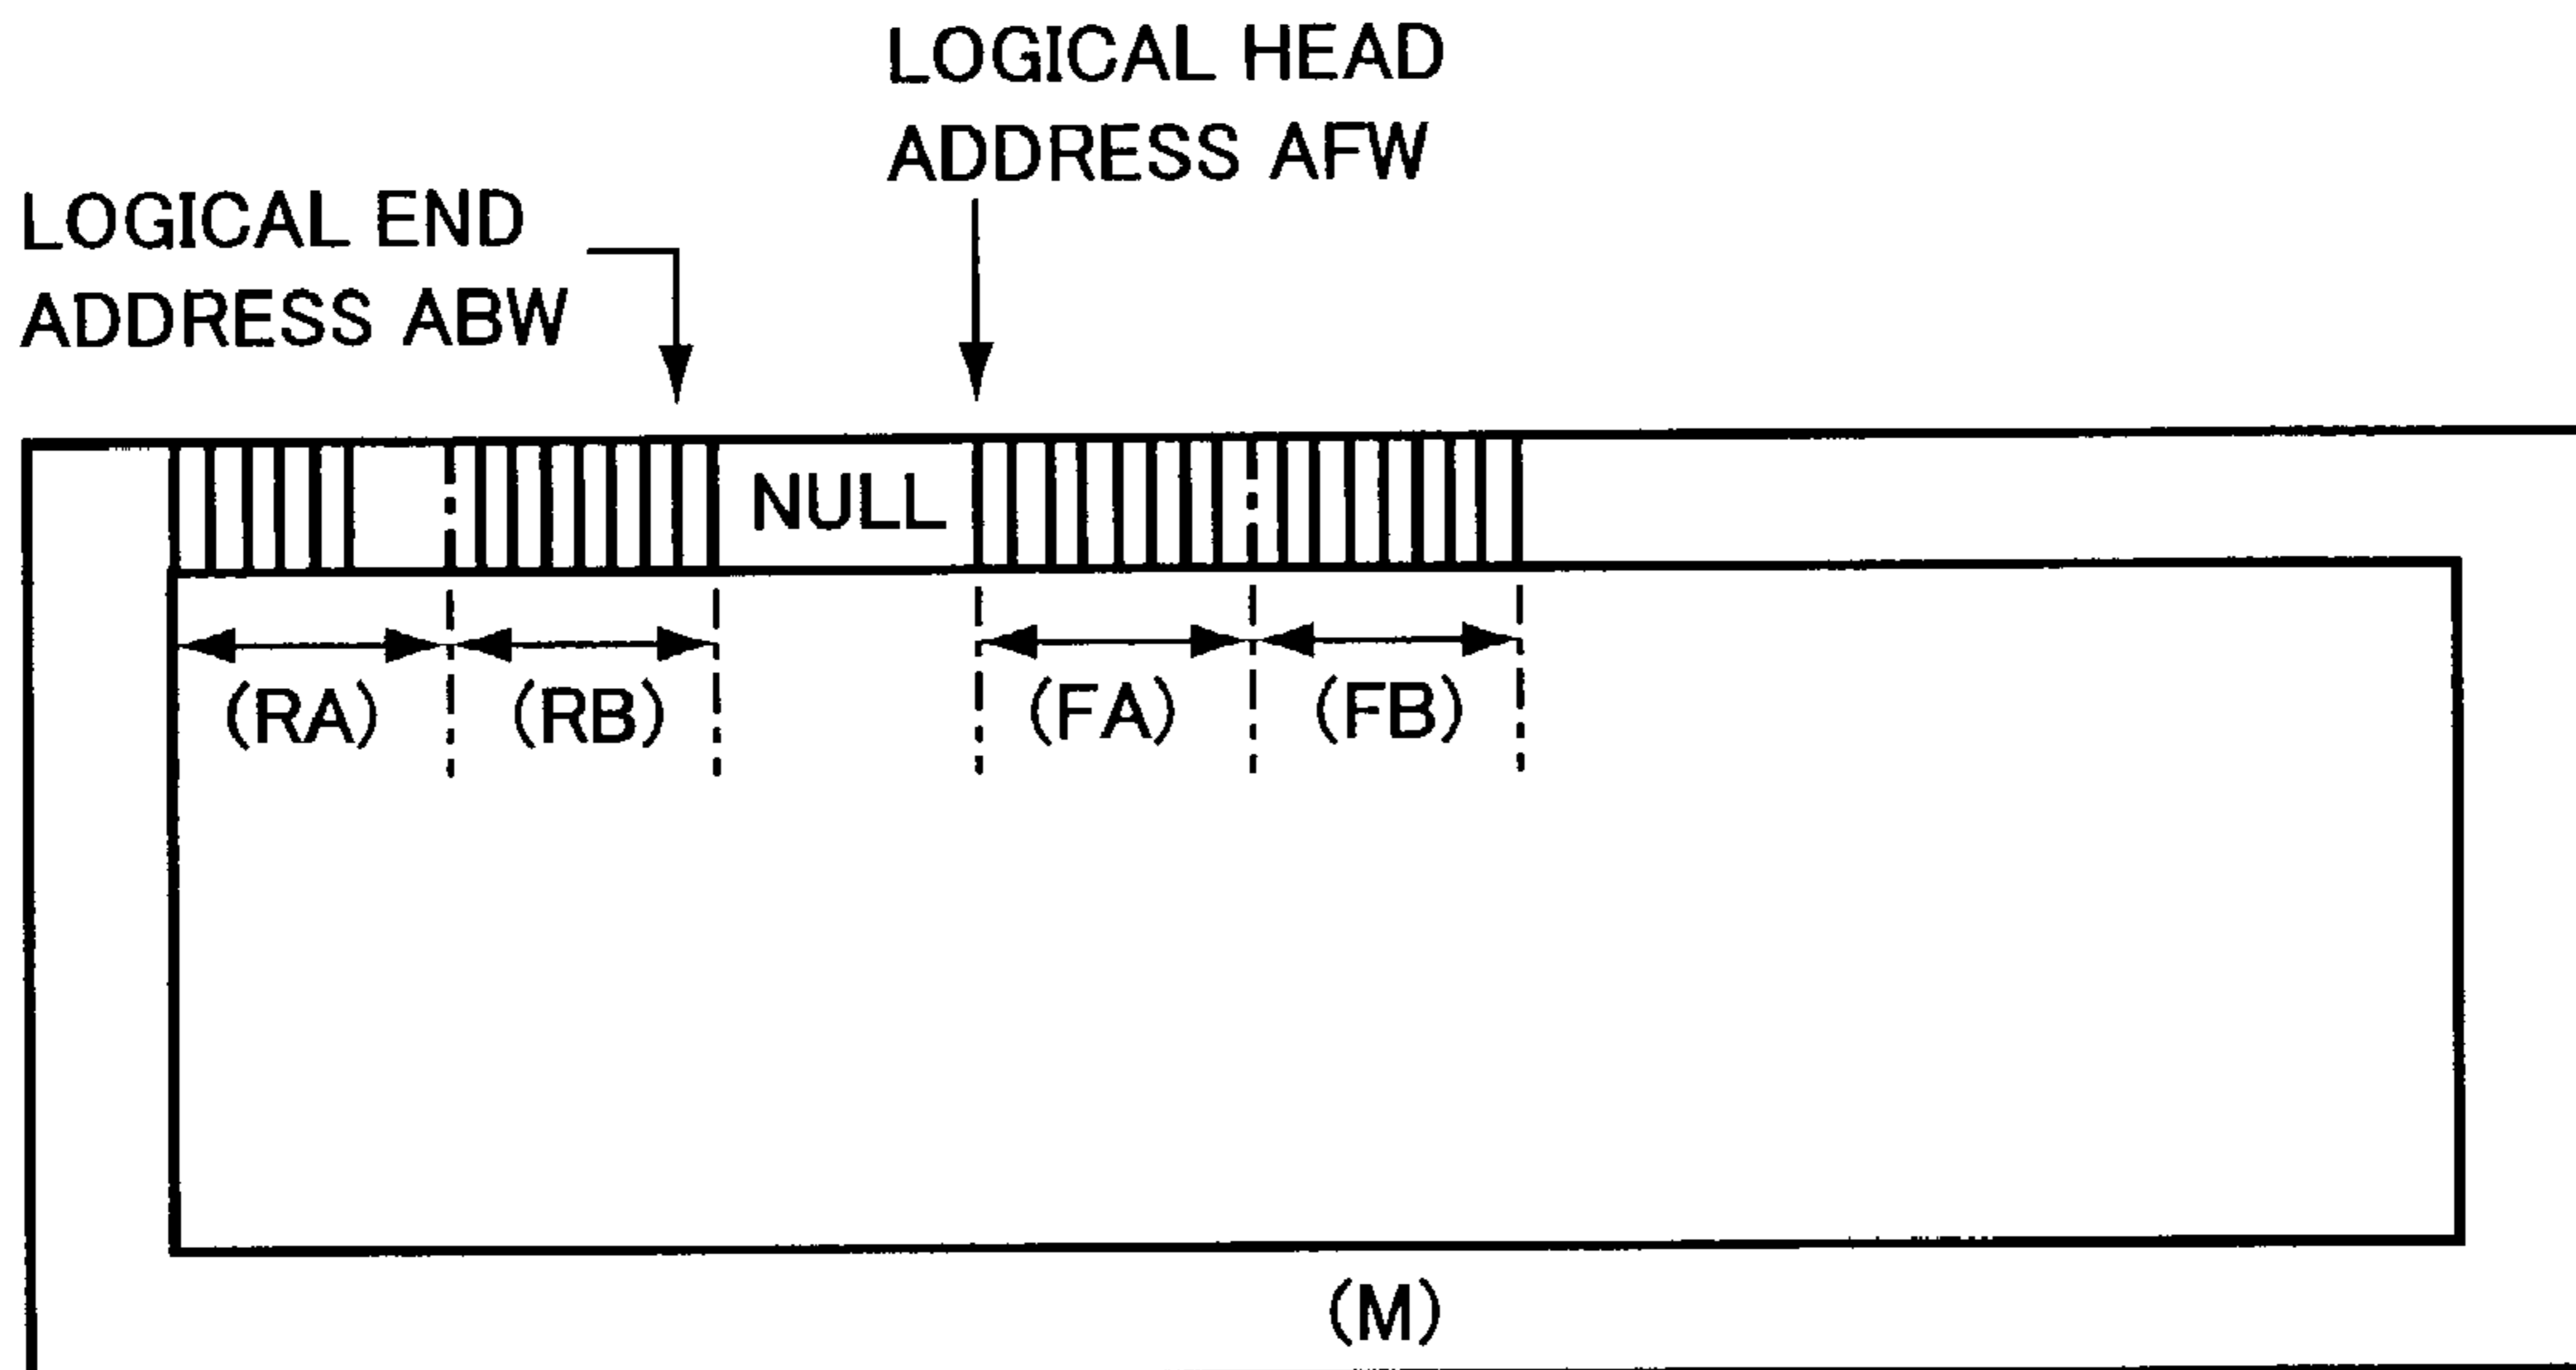 LOGICAL HEAD
ADDRESS AFW
LOGICAL END
ADDRESS ABW
NULL
(RA) (RB) (FA) (FB)
(M)